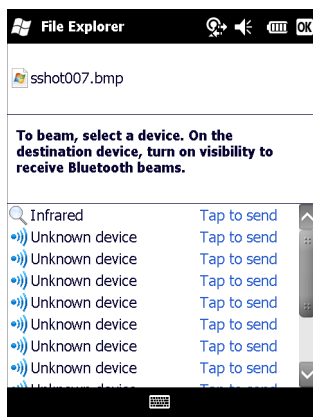 File Explorer OK
sshot007.bmp
To beam, select a device. On the
destination device, turn on visibility to
receive Bluetooth beams.
Infrared Tap to send
Unknown device Tap to send
Unknown device Tap to send
Unknown device Tap to send
Unknown device Tap to send
Unknown device Tap to send
Unknown device Tap to send
Unknown device Tap to send
Unknown device Tap to send